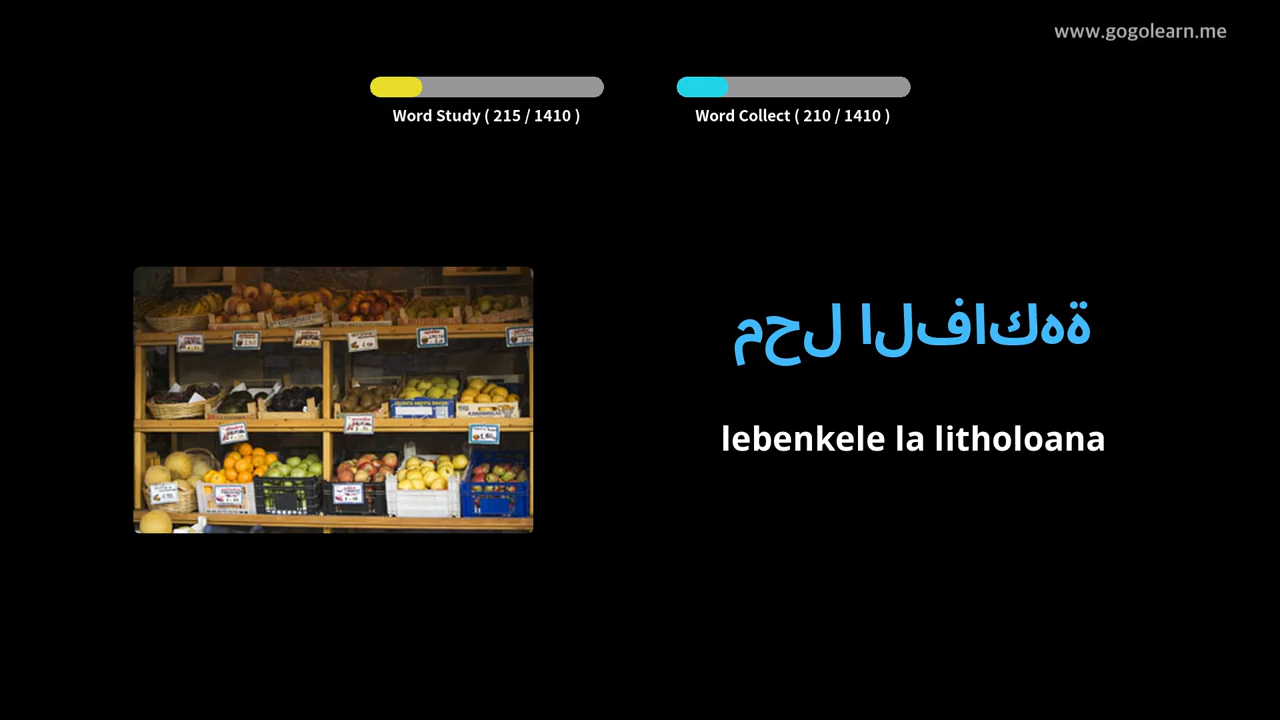 www.gogolearn.me
Word Study ( 215 / 1410 )
Word Collect ( 210 / 1410 )
محل الفاكهة
lebenkele la litholoana